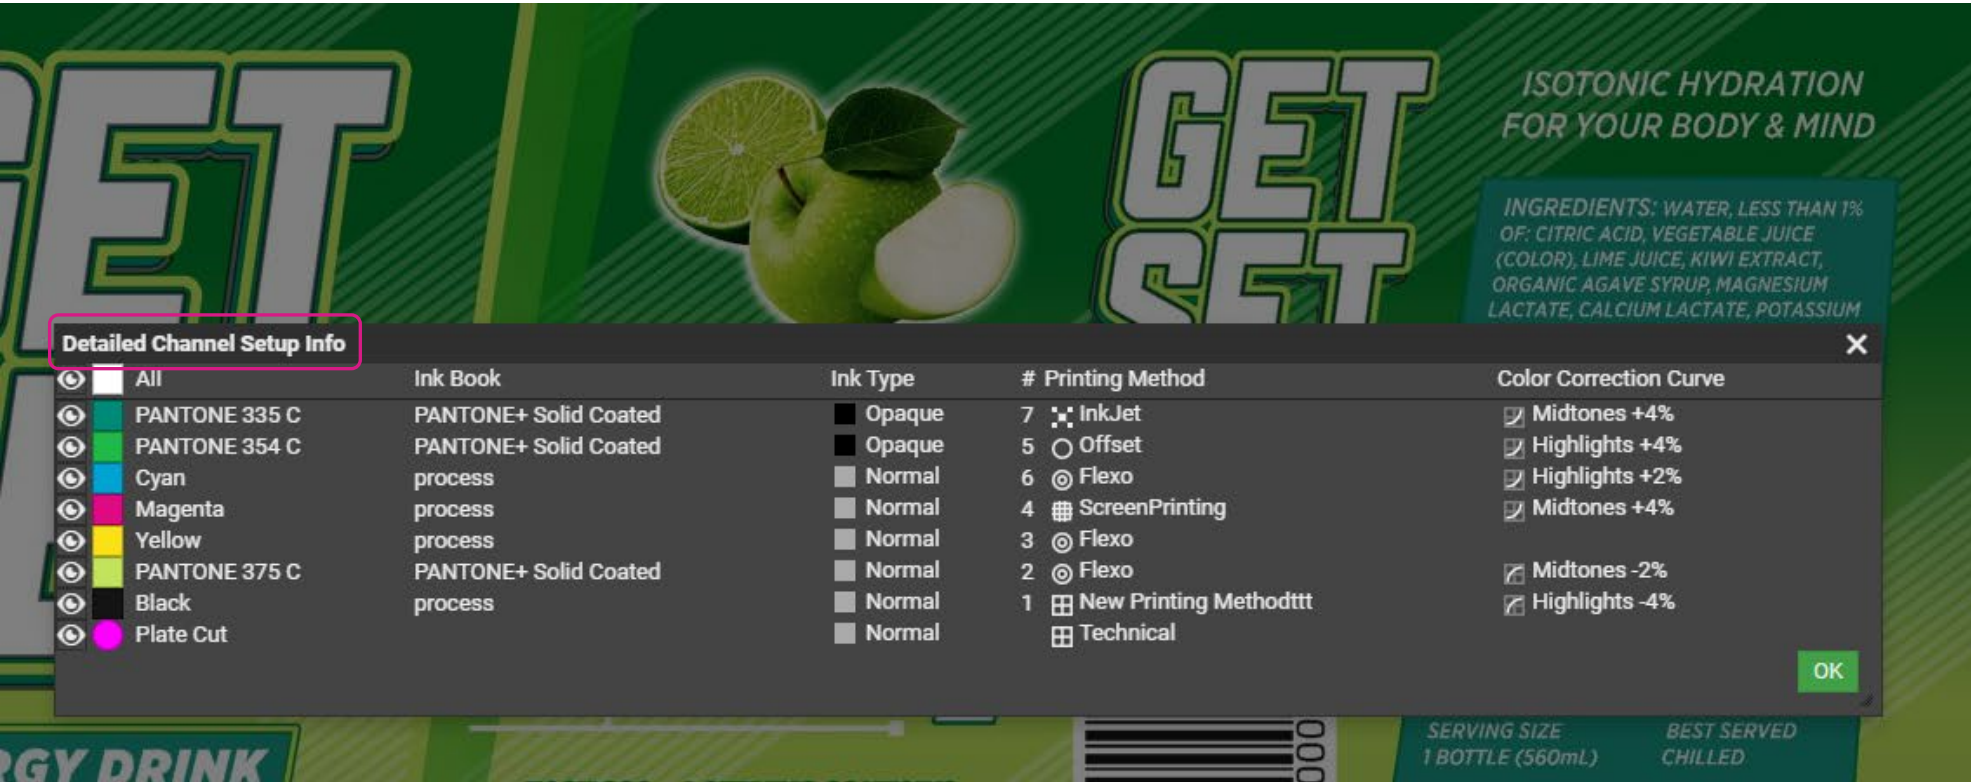 GET
GET
SET
ISOTONIC HYDRATION
FOR YOUR BODY & MIND
INGREDIENTS: WATER, LESS THAN 1%
OF: CITRIC ACID, VEGETABLE JUICE
(COLOR), LIME JUICE, KIWI EXTRACT,
ORGANIC AGAVE SYRUP, MAGNESIUM
LACTATE, CALCIUM LACTATE, POTASSIUM
Detailed Channel Setup Info
All Ink Book Ink Type # Printing Method Color Correction Curve
PANTONE 335 C PANTONE+ Solid Coated Opaque 7 InkJet Midtones +4%
PANTONE 354 C PANTONE+ Solid Coated Opaque 5 Offset Highlights +4%
Cyan process Normal 6 Flexo Highlights +2%
Magenta process Normal 4 ScreenPrinting Midtones +4%
Yellow process Normal 3 Flexo
PANTONE 375 C PANTONE+ Solid Coated Normal 2 Flexo Midtones -2%
Black process Normal 1 New Printing Methodttt Highlights -4%
Plate Cut Normal Technical
OK
RGY DRINK
SERVING SIZE
1 BOTTLE (560mL)
BEST SERVED
CHILLED